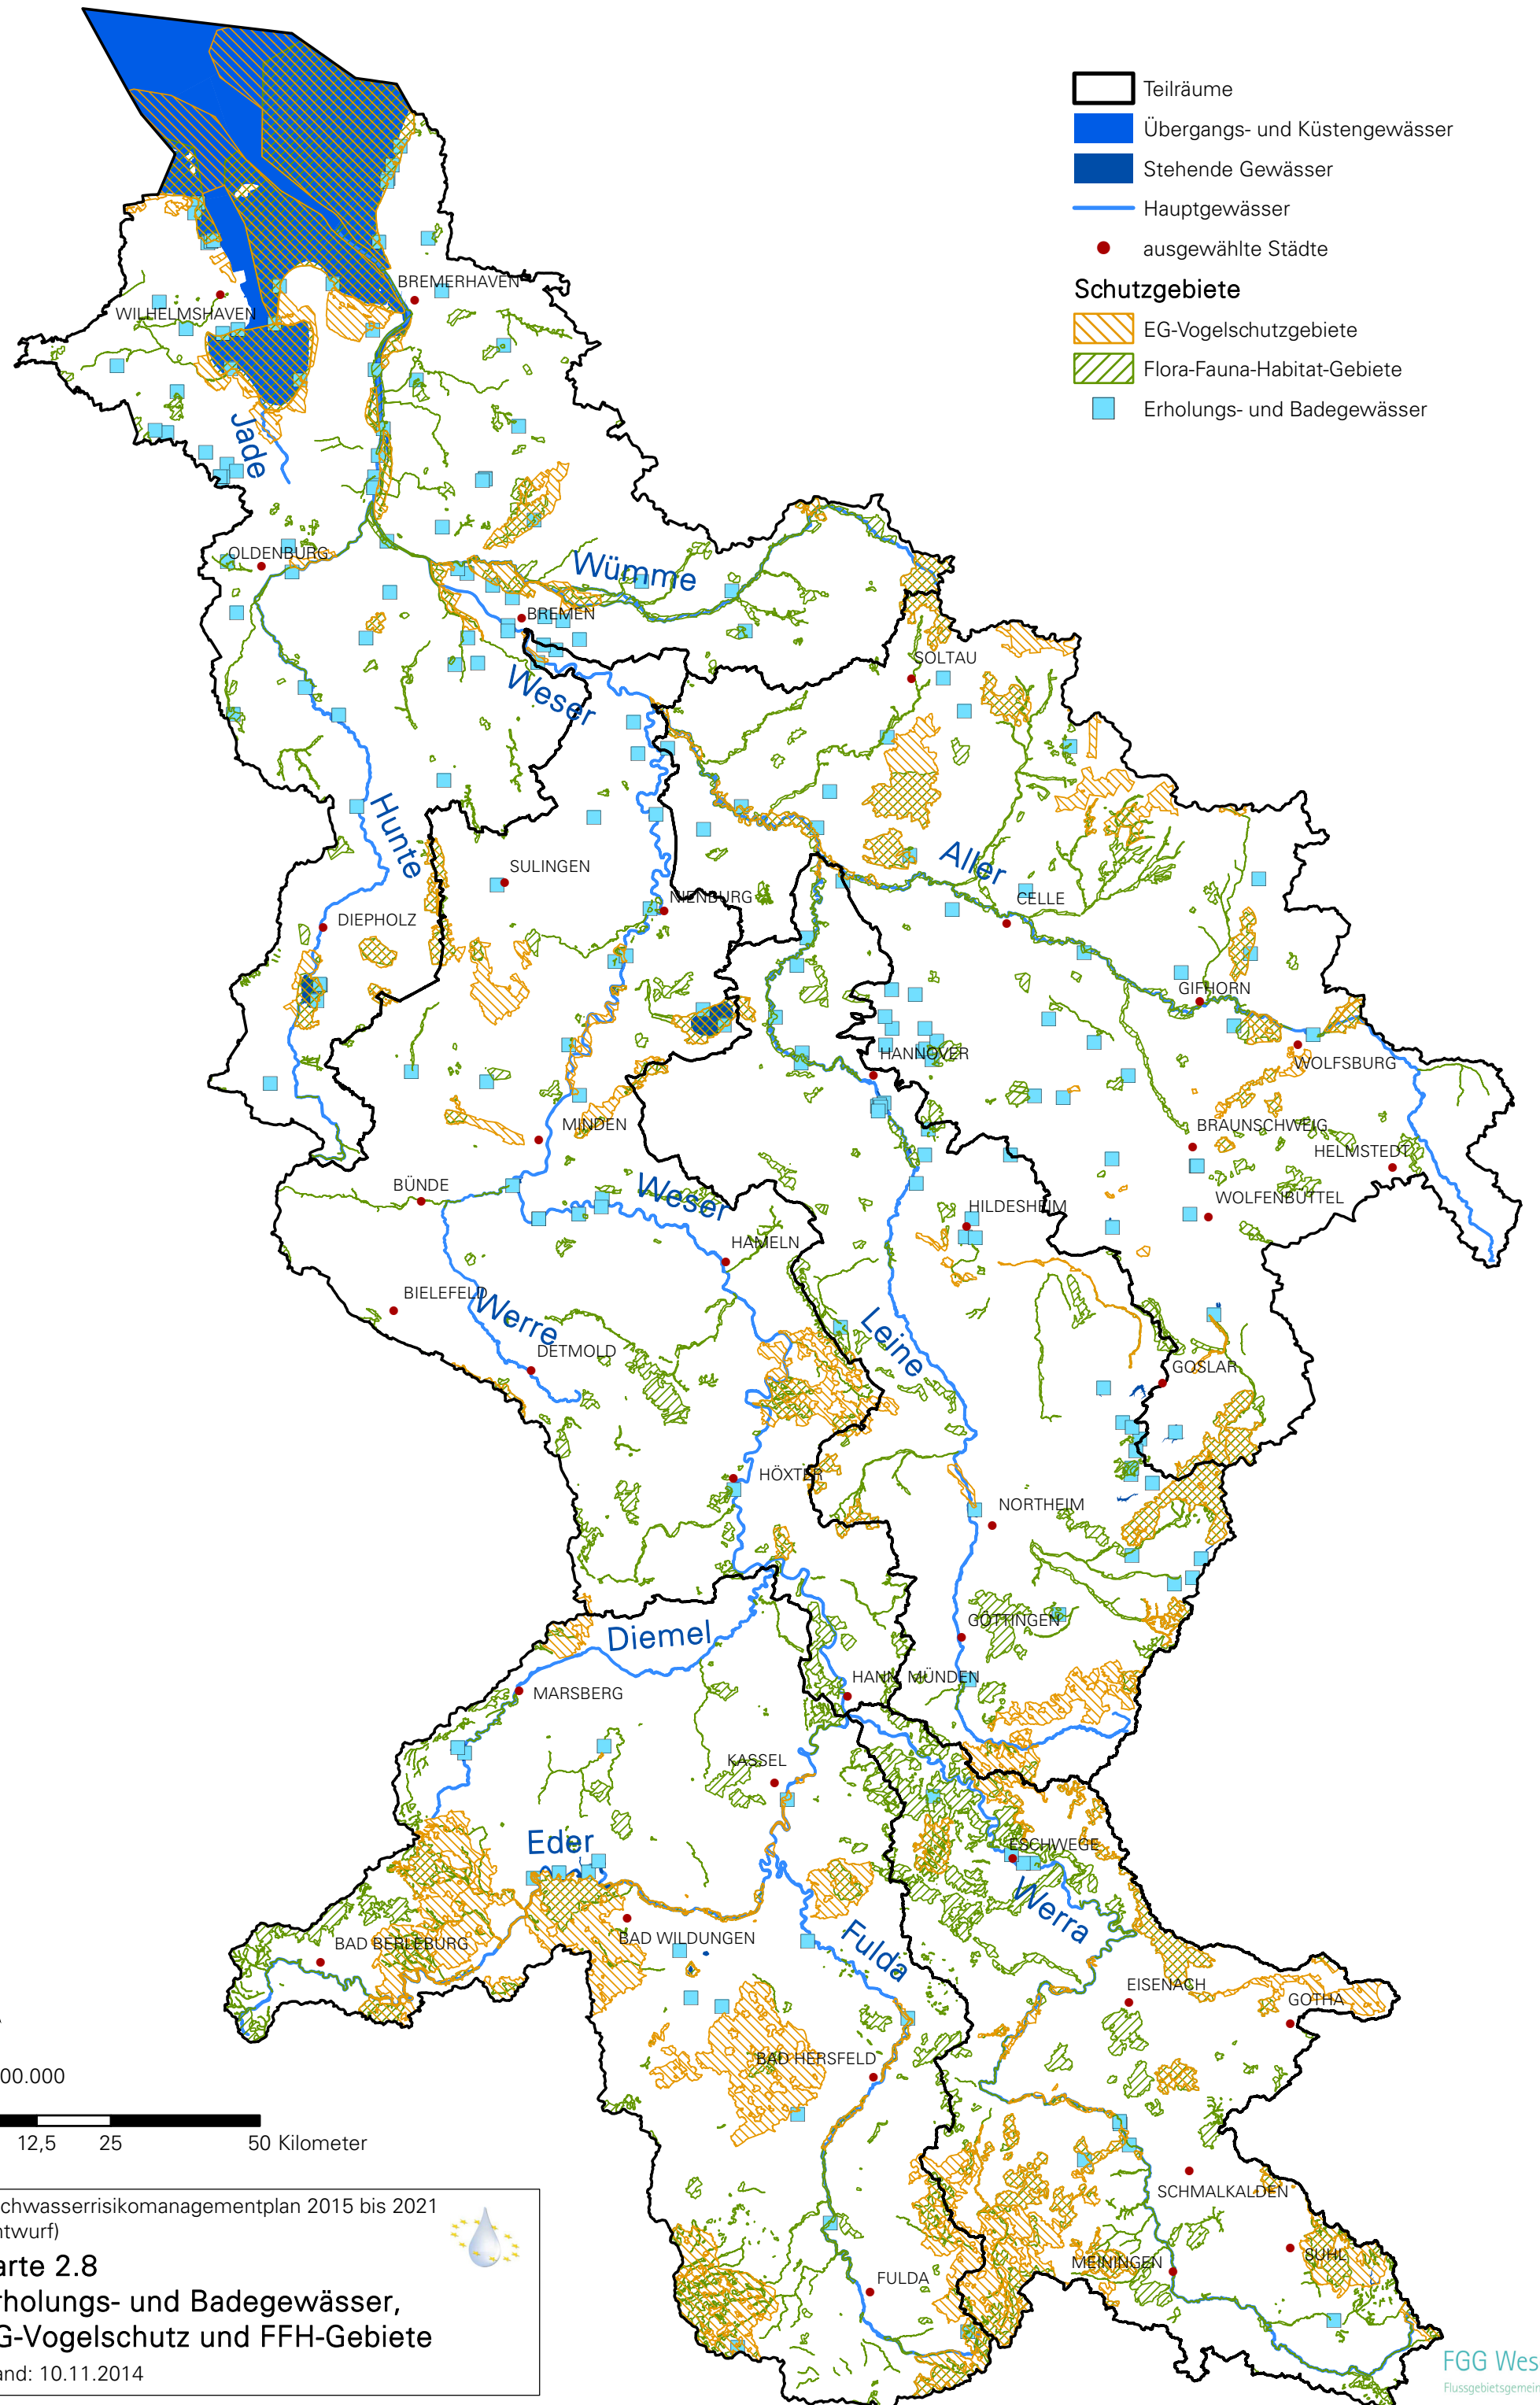 Teilräume
Übergangs- und Küstengewässer
Stehende Gewässer
Hauptgewässer
ausgewählte Städte
Schutzgebiete
EG-Vogelschutzgebiete
Flora-Fauna-Habitat-Gebiete
Erholungs- und Badegewässer
BREMERHAVEN
WILHELMSHAVEN
Jade
OLDENBURG
Wümme
BREMEN
Weser
SOLTAU
Hunte
SULINGEN
Aller
NIENBURG
CELLE
DIEPHOLZ
GIFHORN
HANNOVER
WOLFSBURG
MINDEN
BRAUNSCHWEIG
HELMSTEDT
BÜNDE
Weser
WOLFENBÜTTEL
HILDESHEIM
HAMELN
BIELEFELD
Werre
Leine
DETMOLD
GOSLAR
HÖXTER
NORTHEIM
GÖTTINGEN
Diemel
HANN. MÜNDEN
MARSBERG
KASSEL
Eder
ESCHWEGE
Werra
BAD WILDUNGEN
Fulda
BAD BERLEBURG
EISENACH
GOTHA
BAD HERSFELD
00.000
12,5 25 50 Kilometer
SCHMALKALDEN
chwasserrisikomanagementplan 2015 bis 2021
ntwurf)
arte 2.8
rholungs- und Badegewässer,
G-Vogelschutz und FFH-Gebiete
and: 10.11.2014
SUHL
MEININGEN
FULDA
FGG Wes
Flussgebietsgemein